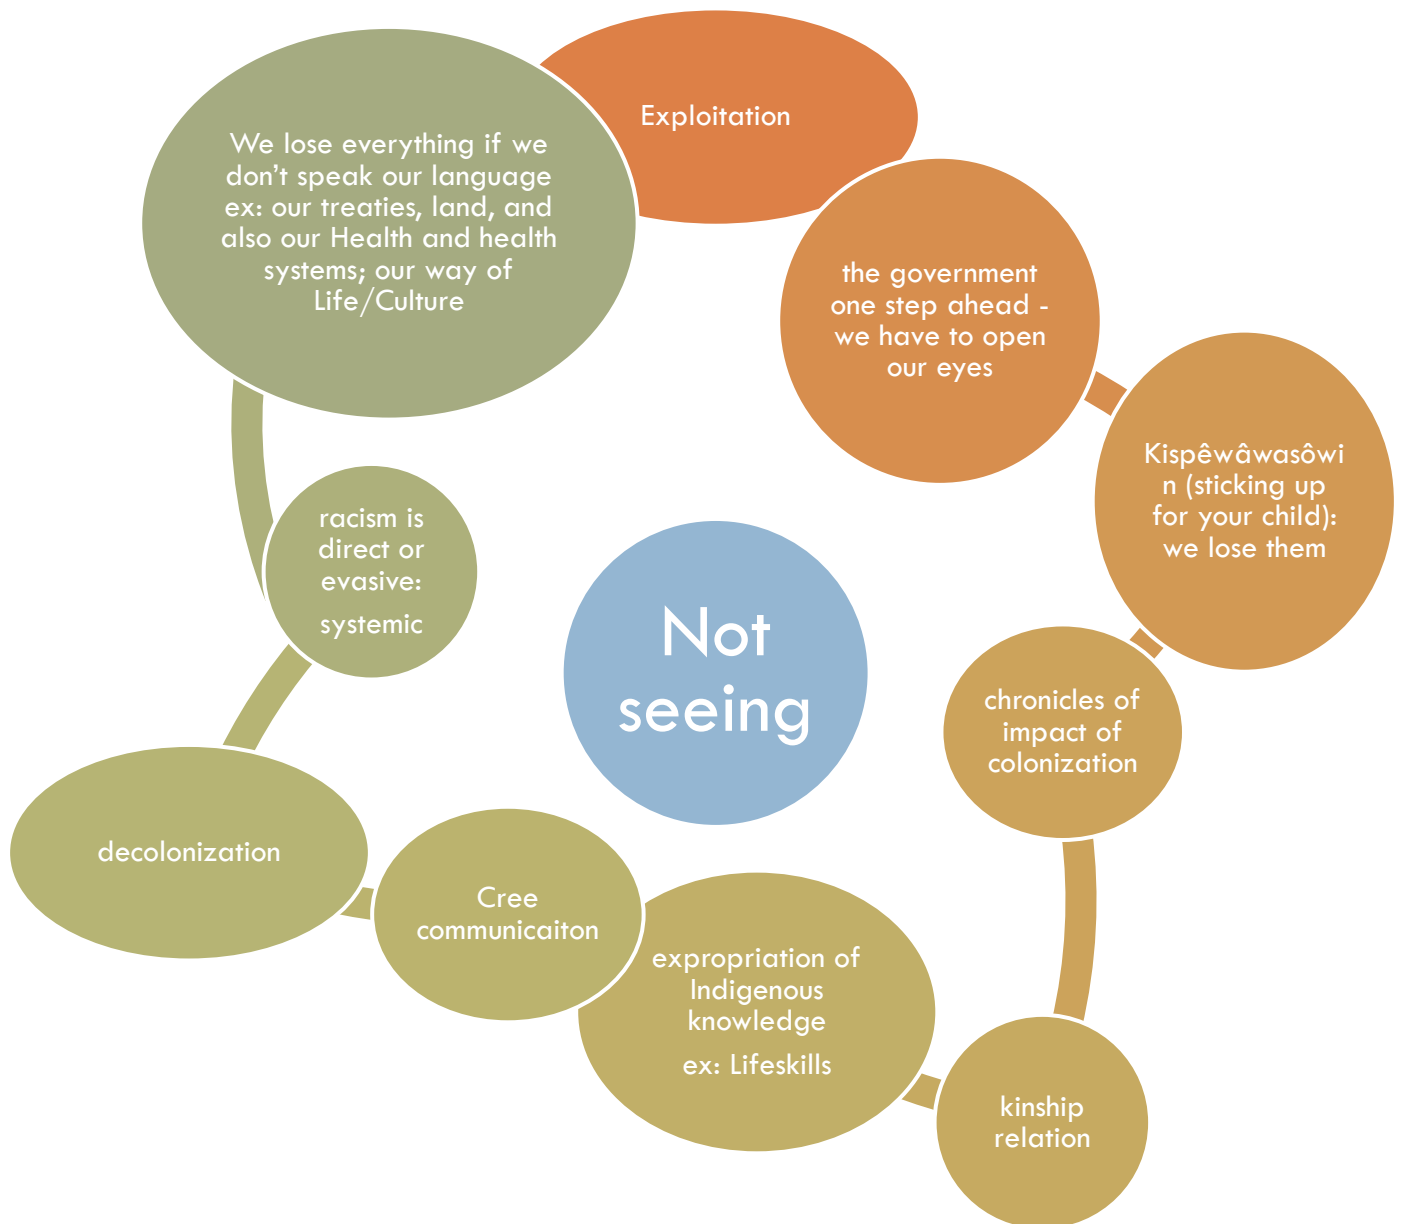 Exploitation
the government
one step ahead -
we have to open
our eyes
Kispêwâwasôwi
n (sticking up
for your child):
we lose them
chronicles of
impact of
colonization
kinship
relation
expropriation of
Indigenous
knowledge
ex: Lifeskills
Cree
communicaiton
decolonization
racism is
direct or
evasive:
systemic
We lose everything if we
don't speak our language
ex: our treaties, land, and
also our Health and health
systems; our way of
Life/Culture
Not
seeing